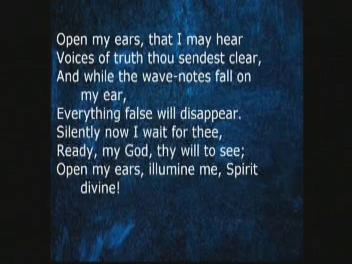 Open my ears, that I may hear
Voices of truth thou sendest clear,
And while the wave-notes fall on
my ear,
Everything false will disappear.
Silently now I wait for thee,
Ready, my God, thy will to see;
Open my ears, illumine me, Spirit
divine!